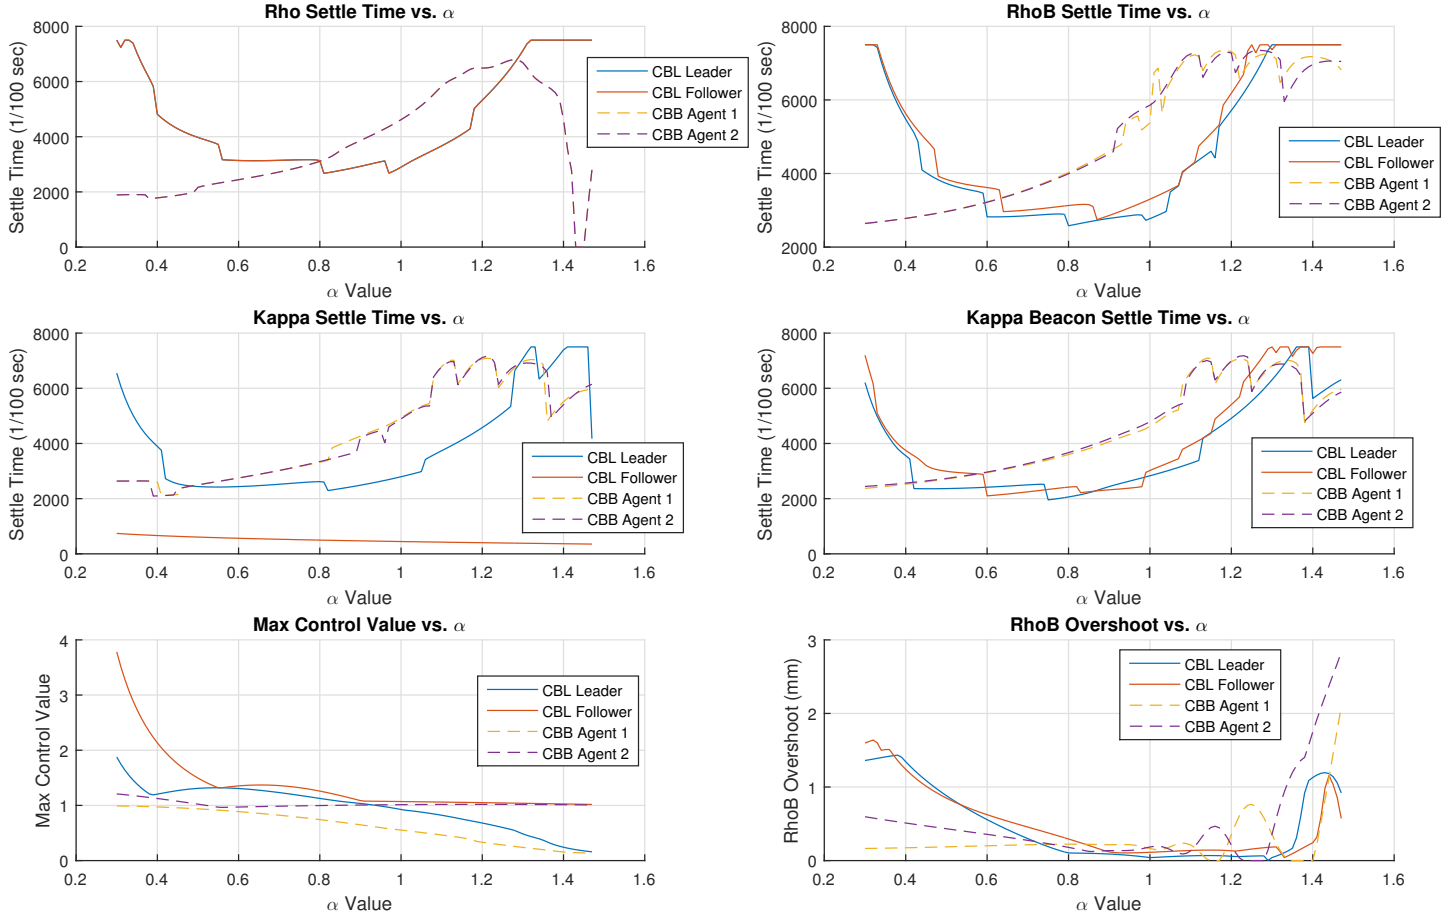 Rho Settle Time vs. α
Settle Time (1/100 sec)
8000
6000
4000
2000
0
0.2 0.4 0.6 0.8 1 1.2 1.4 1.6
α Value
CBL Leader
CBL Follower
CBB Agent 1
CBB Agent 2
RhoB Settle Time vs. α
Settle Time (1/100 sec)
8000
6000
4000
2000
0.2 0.4 0.6 0.8 1 1.2 1.4 1.6
α Value
CBL Leader
CBL Follower
CBB Agent 1
CBB Agent 2
Kappa Settle Time vs. α
Settle Time (1/100 sec)
8000
6000
4000
2000
0
0.2 0.4 0.6 0.8 1 1.2 1.4 1.6
α Value
CBL Leader
CBL Follower
CBB Agent 1
CBB Agent 2
Kappa Beacon Settle Time vs. α
Settle Time (1/100 sec)
8000
6000
4000
2000
0
0.2 0.4 0.6 0.8 1 1.2 1.4 1.6
α Value
CBL Leader
CBL Follower
CBB Agent 1
CBB Agent 2
Max Control Value vs. α
Max Control Value
4
3
2
1
0
0.2 0.4 0.6 0.8 1 1.2 1.4 1.6
α Value
CBL Leader
CBL Follower
CBB Agent 1
CBB Agent 2
RhoB Overshoot vs. α
RhoB Overshoot (mm)
3
2
1
0
0.2 0.4 0.6 0.8 1 1.2 1.4 1.6
α Value
CBL Leader
CBL Follower
CBB Agent 1
CBB Agent 2